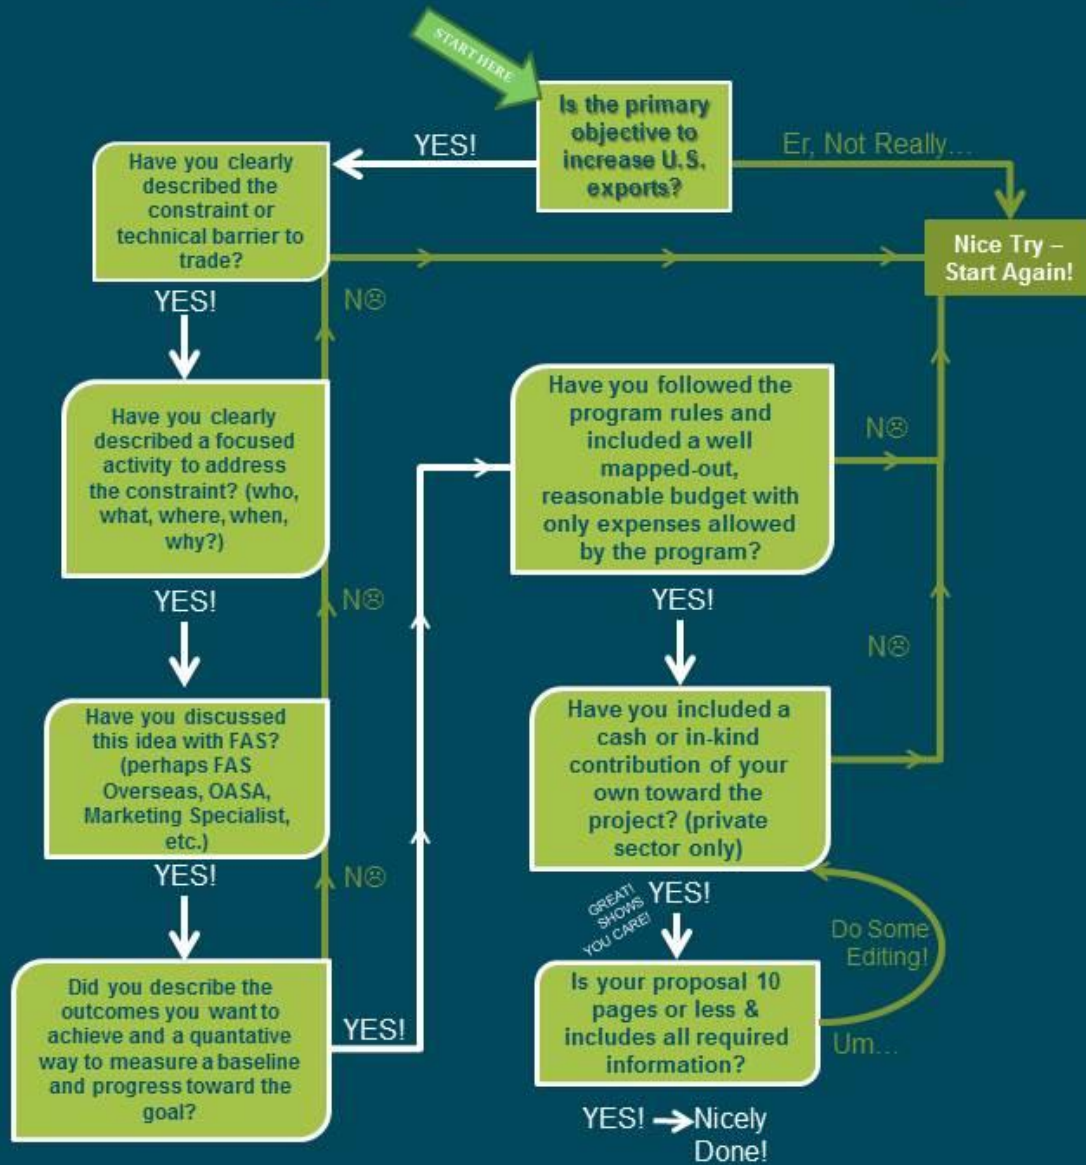 START HERE
Is the primary
objective to
increase U.S.
exports?
YES!
Er, Not Really...
Nice Try –
Start Again!
Have you clearly
described the
constraint or
technical barrier to
trade?
YES!
N☹
Have you clearly
described a focused
activity to address
the constraint? (who,
what, where, when,
why?)
YES!
N☹
Have you discussed
this idea with FAS?
(perhaps FAS
Overseas, OASA,
Marketing Specialist,
etc.)
YES!
N☹
Did you describe the
outcomes you want to
achieve and a quantative
way to measure a baseline
and progress toward the
goal?
YES!
Have you followed the
program rules and
included a well
mapped-out,
reasonable budget with
only expenses allowed
by the program?
N☹
YES!
N☹
Have you included a
cash or in-kind
contribution of your
own toward the
project? (private
sector only)
GREAT!
SHOWS
YOU CARE!
YES!
Do Some
Editing!
Is your proposal 10
pages or less &
includes all required
information?
Um...
YES! → Nicely
Done!